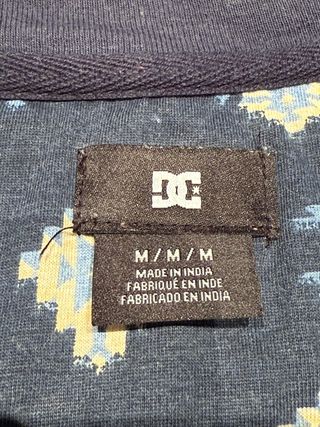 DC
M / M / M
MADE IN INDIA
FABRIQUÉ EN INDE
FABRICADO EN INDIA